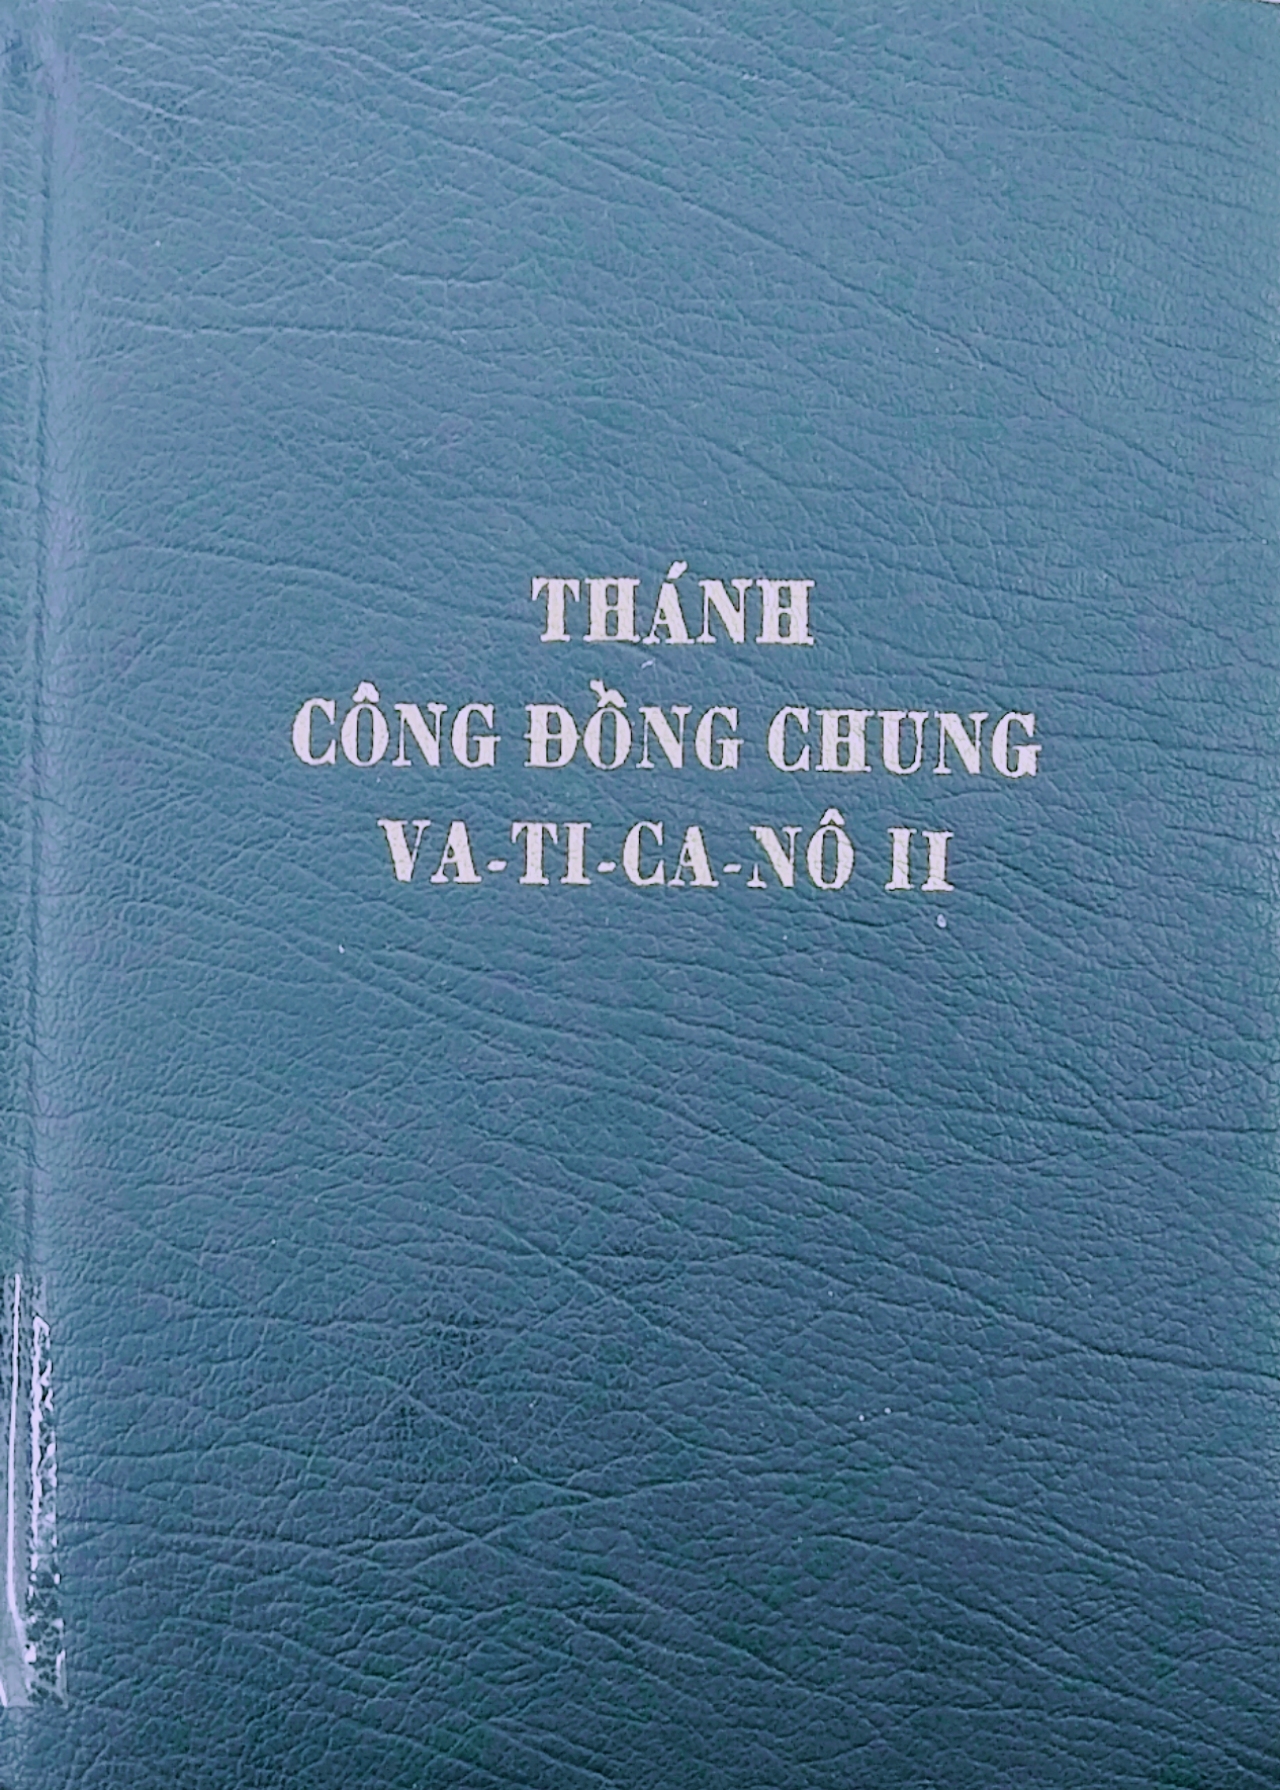 THÁNH
CÔNG ĐỒNG CHUNG
VA-TI-CA-NÔ II